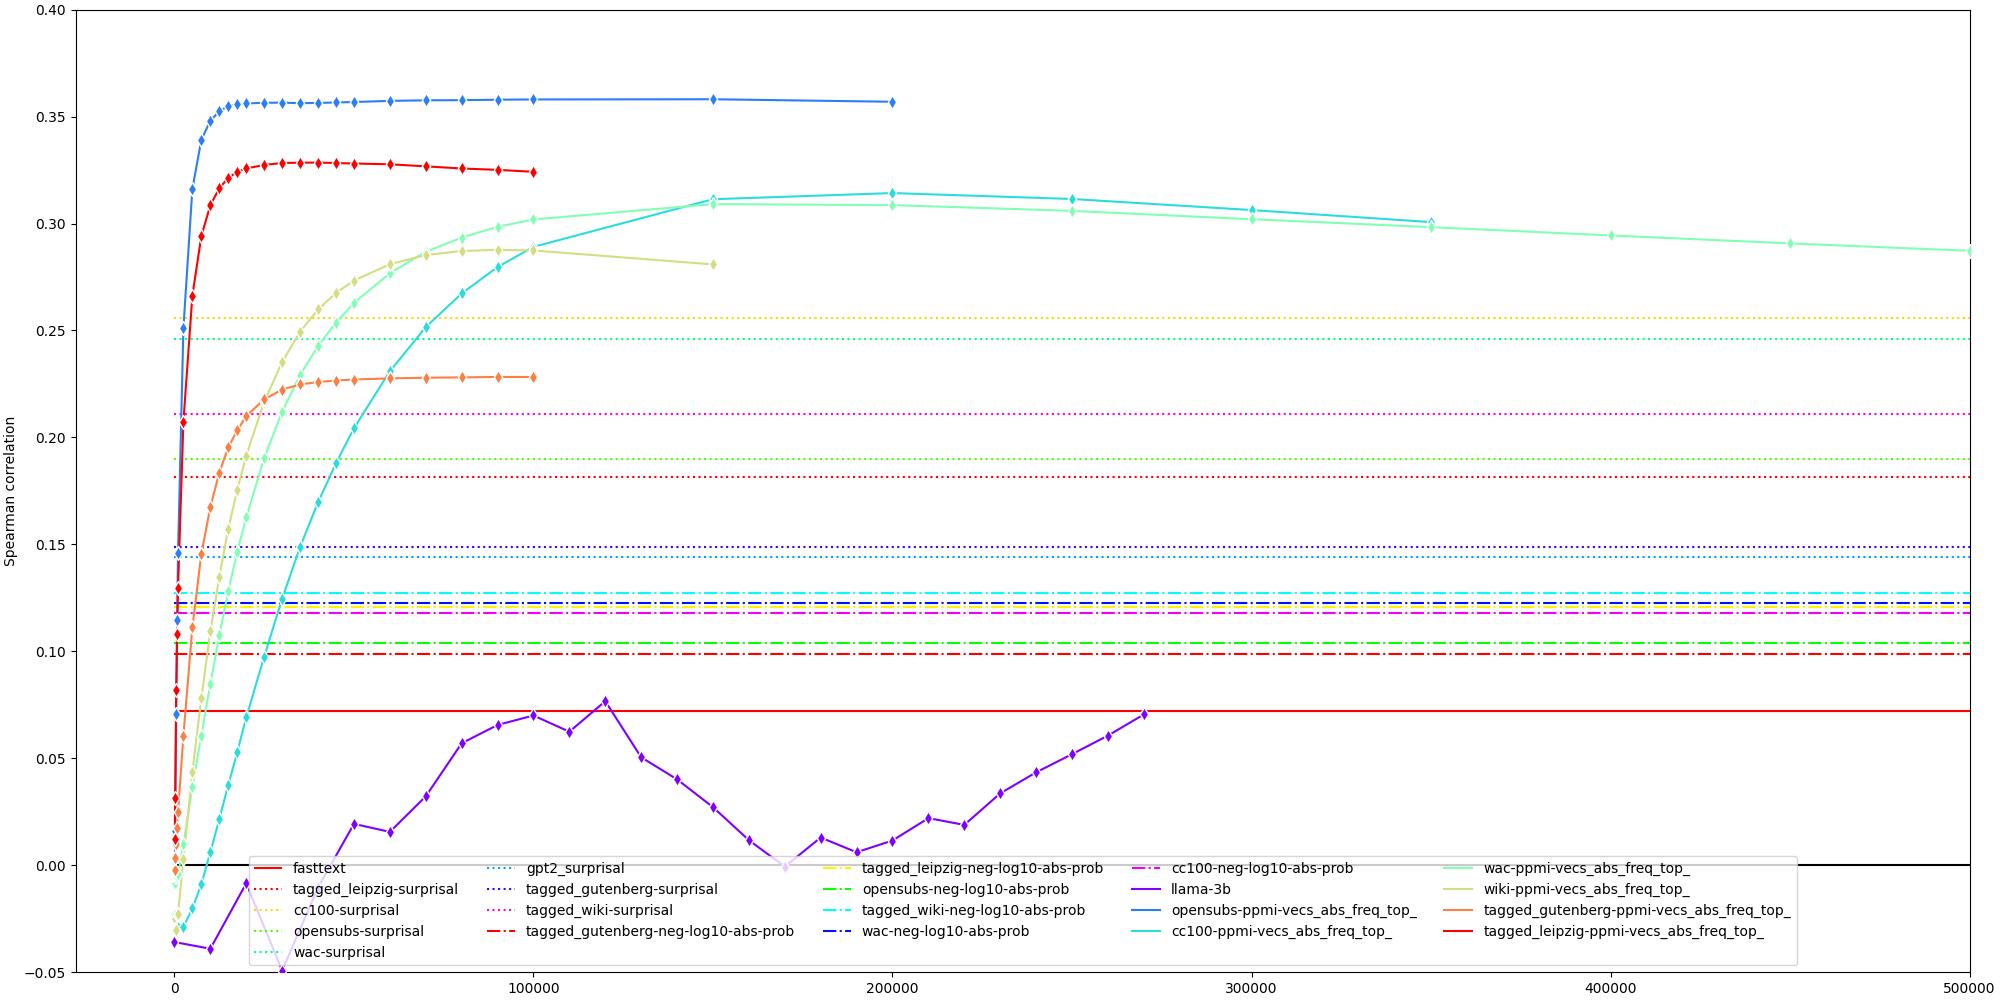 0.40
0.35
0.30
0.25
0.20
0.15
0.10
0.05
0.00
−0.05
Spearman correlation
fasttext
tagged_leipzig-surprisal
cc100-surprisal
opensubs-surprisal
wac-surprisal
gpt2_surprisal
tagged_gutenberg-surprisal
tagged_wiki-surprisal
tagged_gutenberg-neg-log10-abs-prob
tagged_leipzig-neg-log10-abs-prob
opensubs-neg-log10-abs-prob
tagged_wiki-neg-log10-abs-prob
wac-neg-log10-abs-prob
cc100-neg-log10-abs-prob
llama-3b
opensubs-ppmi-vecs_abs_freq_top_
cc100-ppmi-vecs_abs_freq_top_
wac-ppmi-vecs_abs_freq_top_
wiki-ppmi-vecs_abs_freq_top_
tagged_gutenberg-ppmi-vecs_abs_freq_top_
tagged_leipzig-ppmi-vecs_abs_freq_top_
0
100000
200000
300000
400000
500000